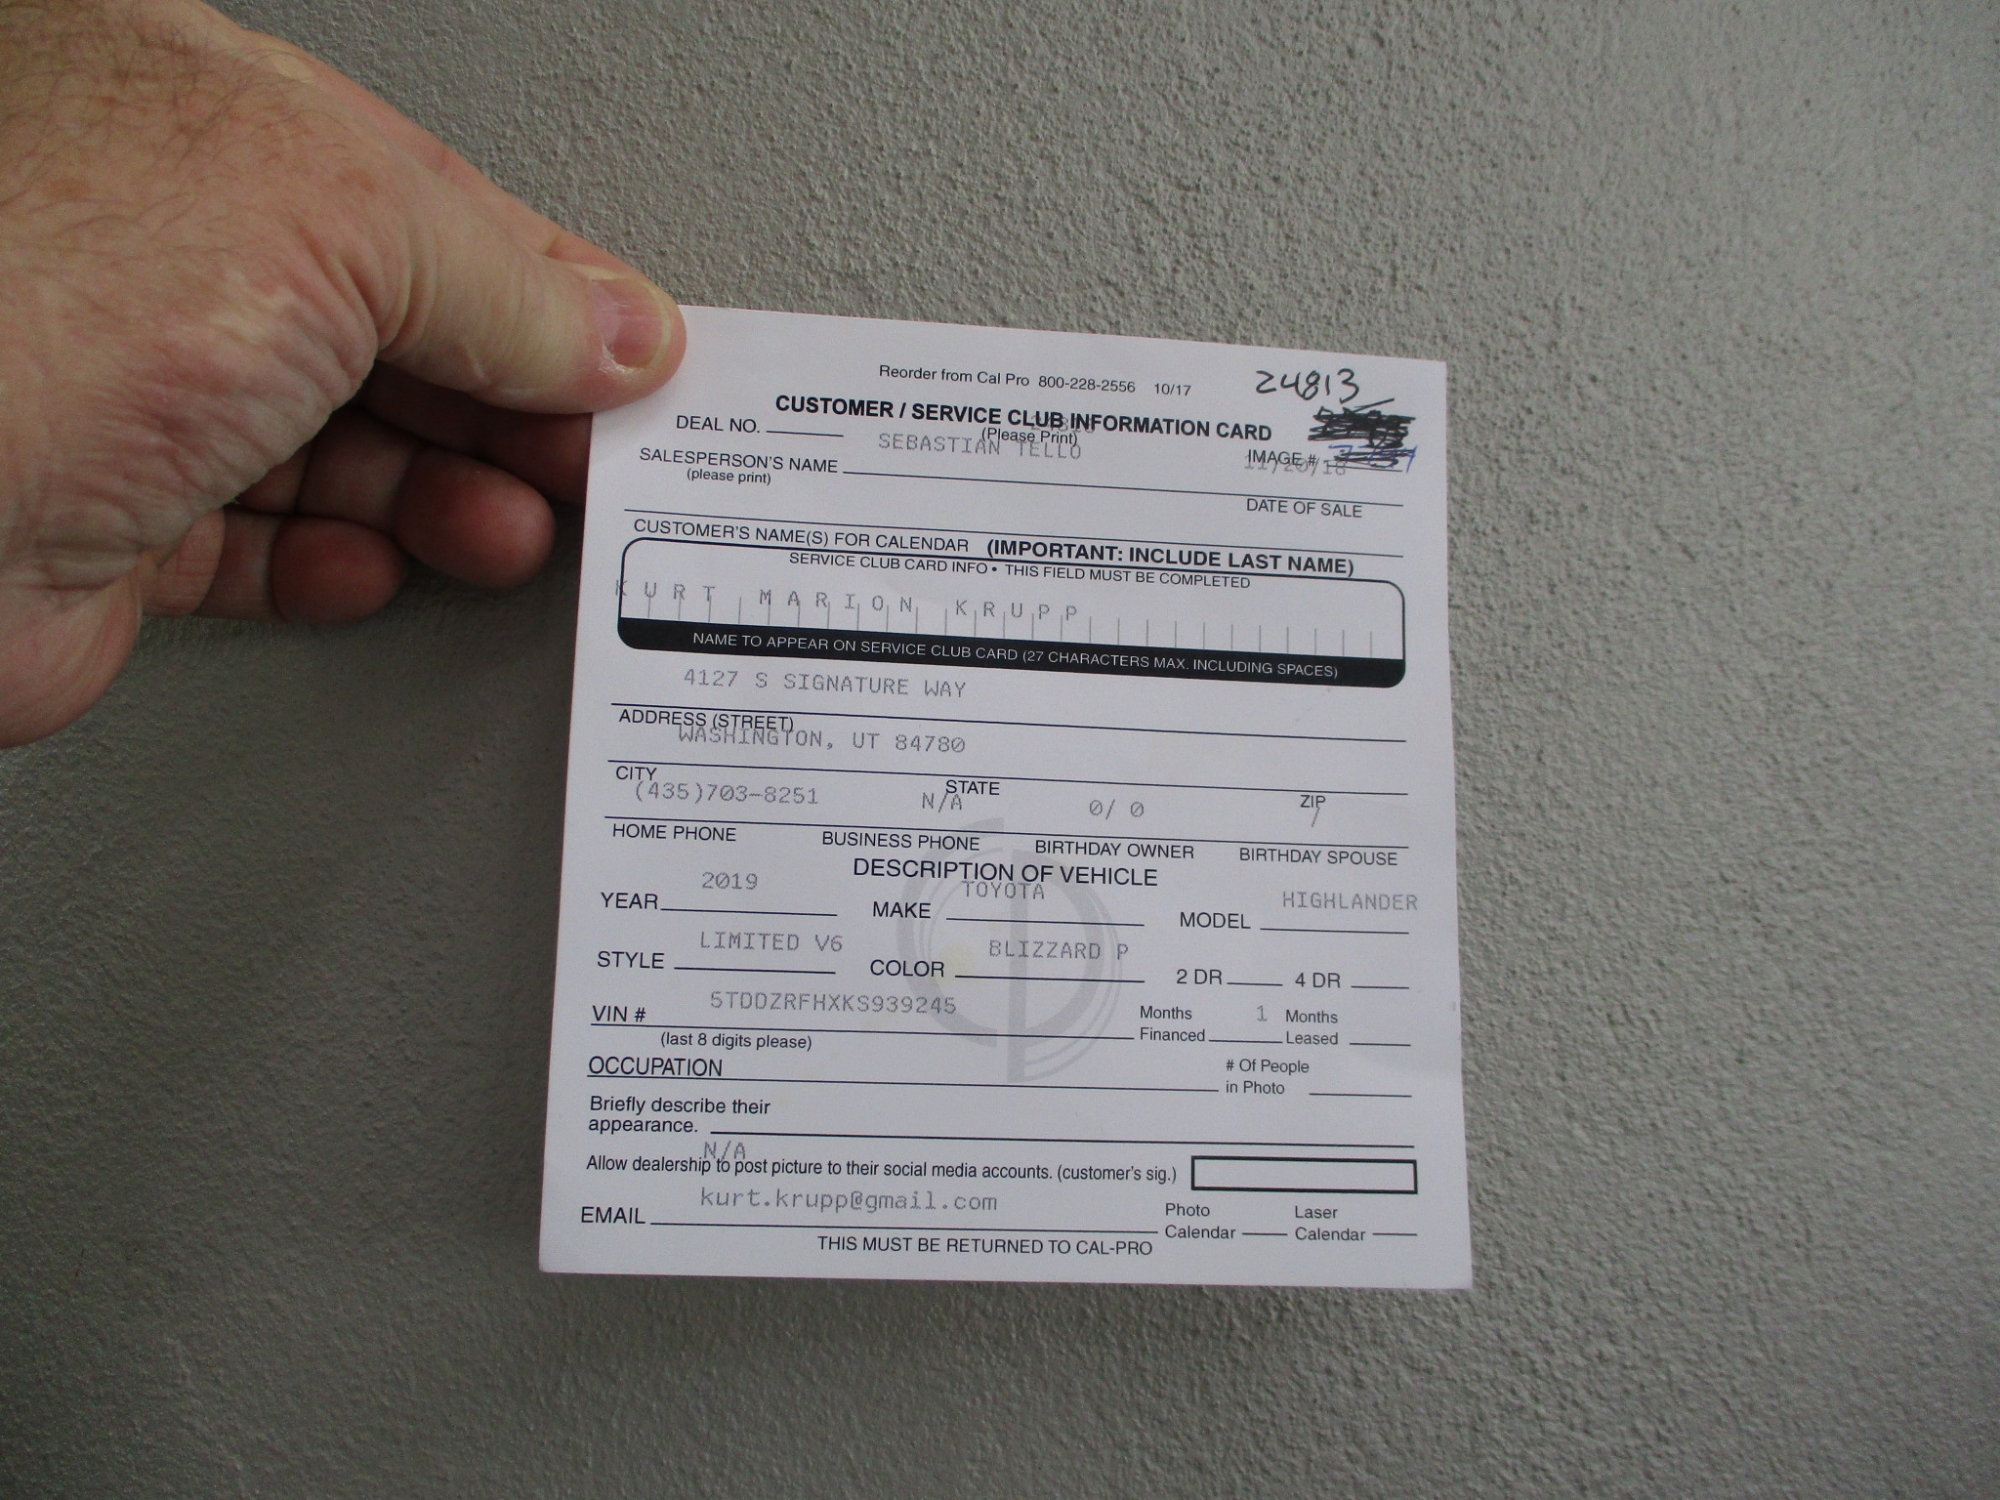 Reorder from Cal Pro 800-228-2556 10/17
24813
CUSTOMER / SERVICE CLUB INFORMATION CARD
(Please Print)
DEAL NO.
SEBASTIAN TELLO
IMAGE #
11/20/18
SALESPERSON'S NAME
(please print)
DATE OF SALE
CUSTOMER'S NAME(S) FOR CALENDAR (IMPORTANT: INCLUDE LAST NAME)
SERVICE CLUB CARD INFO • THIS FIELD MUST BE COMPLETED
KURT MARION KRUPP
NAME TO APPEAR ON SERVICE CLUB CARD (27 CHARACTERS MAX. INCLUDING SPACES)
4127 S SIGNATURE WAY
ADDRESS (STREET)
WASHINGTON, UT 84780
CITY STATE ZIP
(435)703-8251 N/A 0/ 0 /
HOME PHONE BUSINESS PHONE BIRTHDAY OWNER BIRTHDAY SPOUSE
DESCRIPTION OF VEHICLE
YEAR 2019 MAKE TOYOTA MODEL HIGHLANDER
STYLE LIMITED V6 COLOR BLIZZARD P 2 DR 4 DR
VIN # 5TDDZRFHXKS939245
(last 8 digits please)
Months Financed 1 Months Leased
OCCUPATION
# Of People in Photo
Briefly describe their
appearance.
N/A
Allow dealership to post picture to their social media accounts. (customer's sig.)
EMAIL kurt.krupp@gmail.com
Photo Calendar Laser Calendar
THIS MUST BE RETURNED TO CAL-PRO